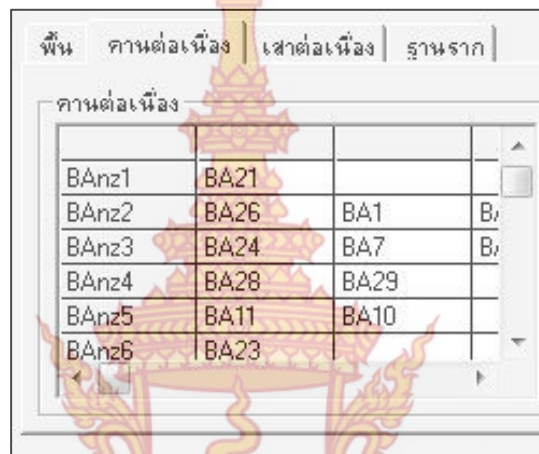 พื้น คานต่อเนื่อง เสาต่อเนื่อง ฐานราก
คานต่อเนื่อง
BAnz1 BA21
BAnz2 BA26 BA1
BAnz3 BA24 BA7
BAnz4 BA28 BA29
BAnz5 BA11 BA10
BAnz6 BA23